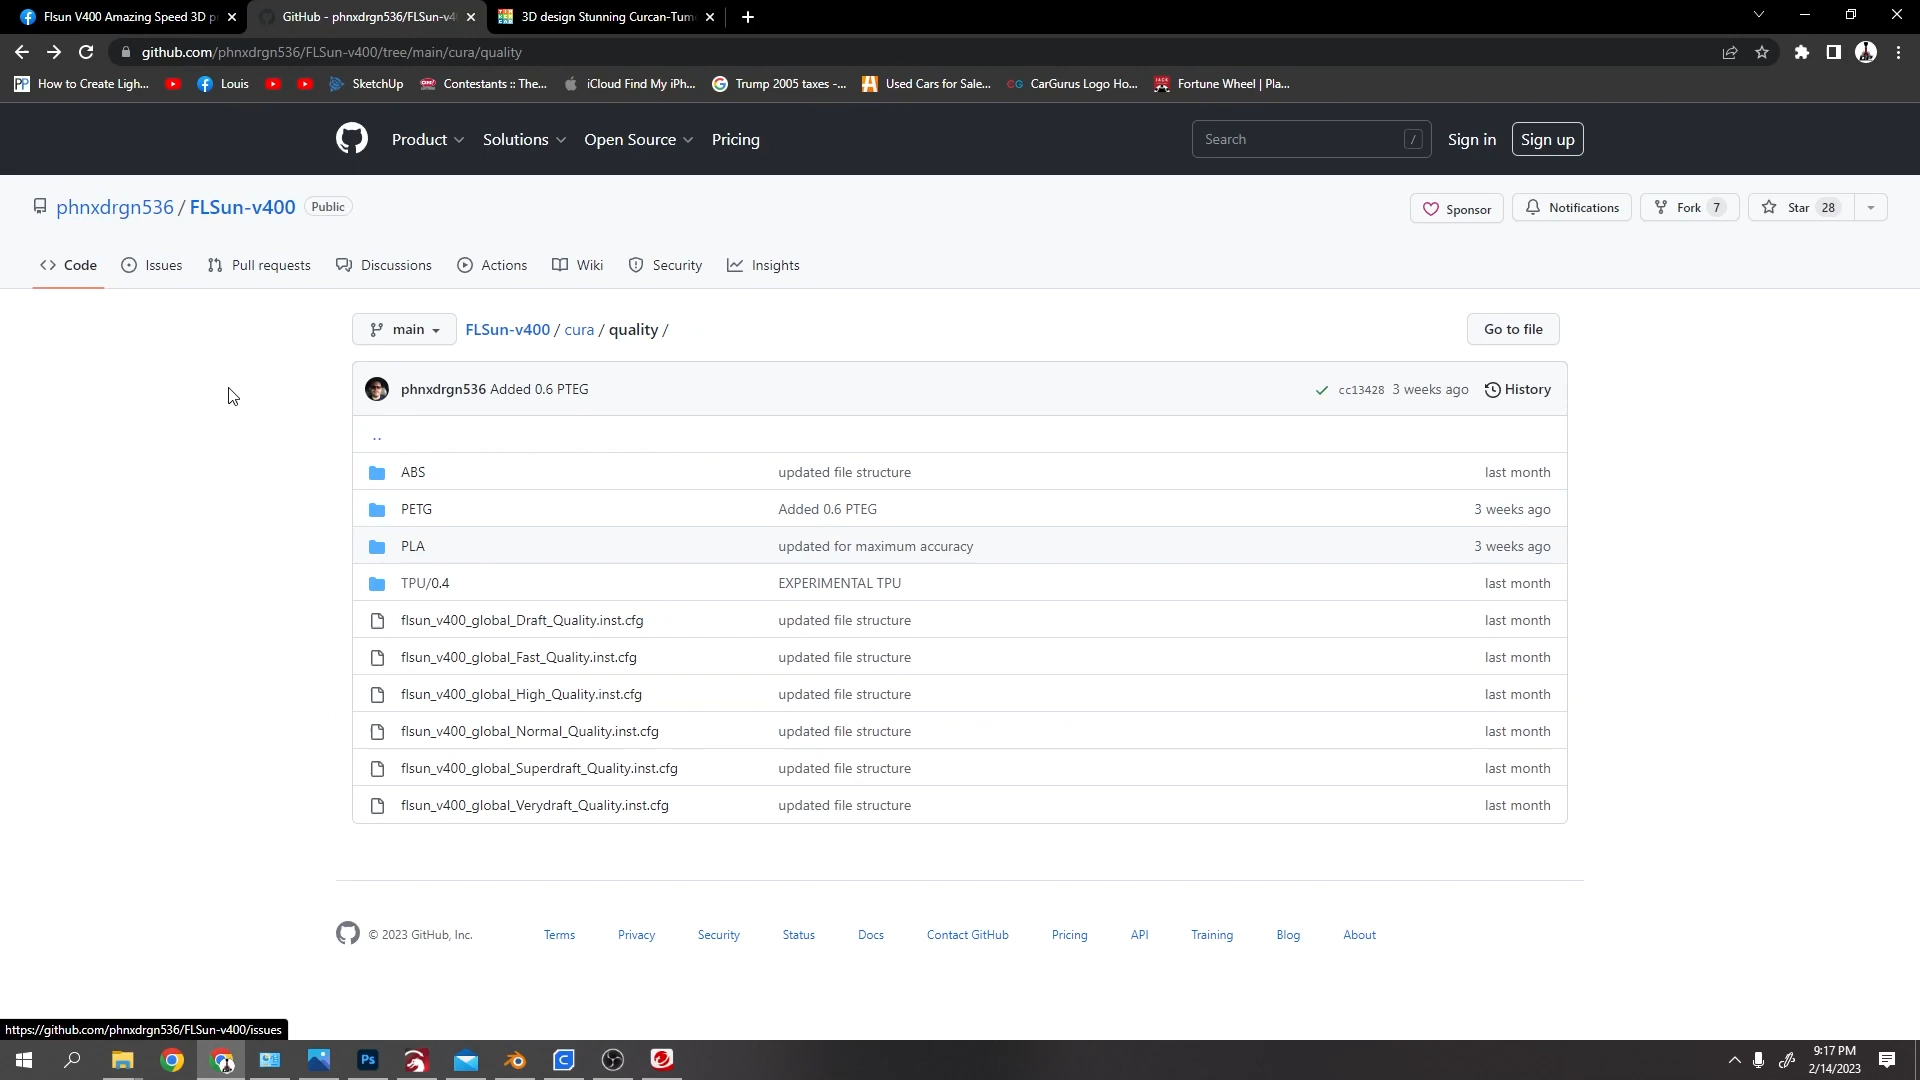 Flsun V400 Amazing Speed 3D pr
GitHub - phnxdrgn536/FLSun-v40
3D design Stunning Curcan-Tum
github.com/phnxdrgn536/FLSun-v400/tree/main/cura/quality
How to Create Ligh...
Louis
SketchUp
Contestants :: The...
iCloud Find My iPh...
Trump 2005 taxes -...
Used Cars for Sale...
CarGurus Logo Ho...
Fortune Wheel | Pla...
Product
Solutions
Open Source
Pricing
Search /
Sign in
Sign up
phnxdrgn536 / FLSun-v400 Public
Sponsor
Notifications
Fork 7
Star 28
Code
Issues
Pull requests
Discussions
Actions
Wiki
Security
Insights
main
FLSun-v400 / cura / quality /
Go to file
phnxdrgn536 Added 0.6 PTEG
cc13428 3 weeks ago
History
..
ABS updated file structure last month
PETG Added 0.6 PTEG 3 weeks ago
PLA updated for maximum accuracy 3 weeks ago
TPU/0.4 EXPERIMENTAL TPU last month
flsun_v400_global_Draft_Quality.inst.cfg updated file structure last month
flsun_v400_global_Fast_Quality.inst.cfg updated file structure last month
flsun_v400_global_High_Quality.inst.cfg updated file structure last month
flsun_v400_global_Normal_Quality.inst.cfg updated file structure last month
flsun_v400_global_Superdraft_Quality.inst.cfg updated file structure last month
flsun_v400_global_Verydraft_Quality.inst.cfg updated file structure last month
© 2023 GitHub, Inc.
Terms
Privacy
Security
Status
Docs
Contact GitHub
Pricing
API
Training
Blog
About
https://github.com/phnxdrgn536/FLSun-v400/issues
Ps
9:17 PM
2/14/2023